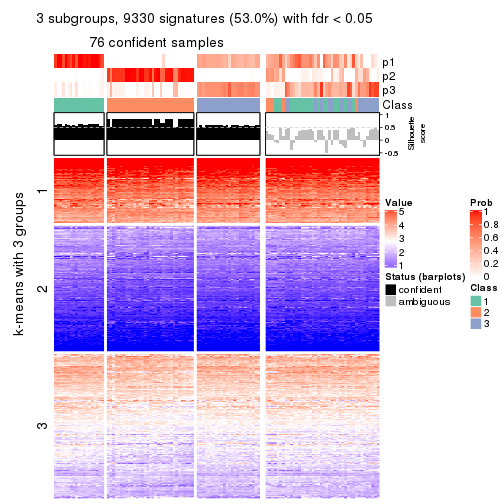 3 subgroups, 9330 signatures (53.0%) with fdr < 0.05
76 confident samples
p1
p2
p3
Class
1
0.5
0
-0.5
Silhouette
score
k-means with 3 groups
1
2
3
Value
5
4
3
2
1
Status (barplots)
confident
ambiguous
Prob
1
0.8
0.6
0.4
0.2
0
Class
1
2
3